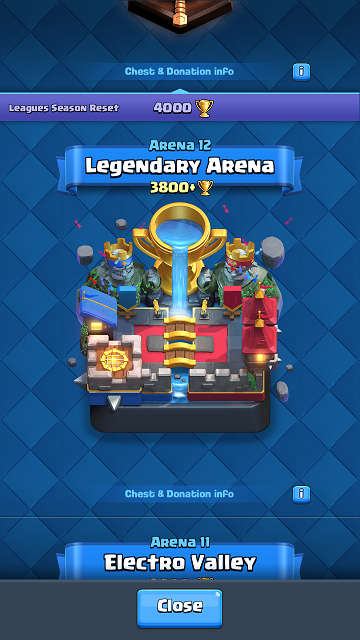 Chest & Donation info
i
Leagues Season Reset 4000
Arena 12
Legendary Arena
3800+
Chest & Donation info
i
Arena 11
Electro Valley
Close